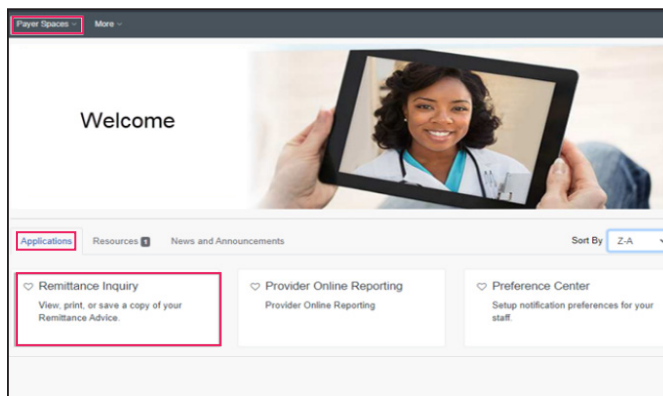 Payer Spaces More
Welcome
Applications Resources 1 News and Announcements Sort By Z-A
Remittance Inquiry
View, print, or save a copy of your
Remittance Advice.
Provider Online Reporting
Provider Online Reporting
Preference Center
Setup notification preferences for your
staff.